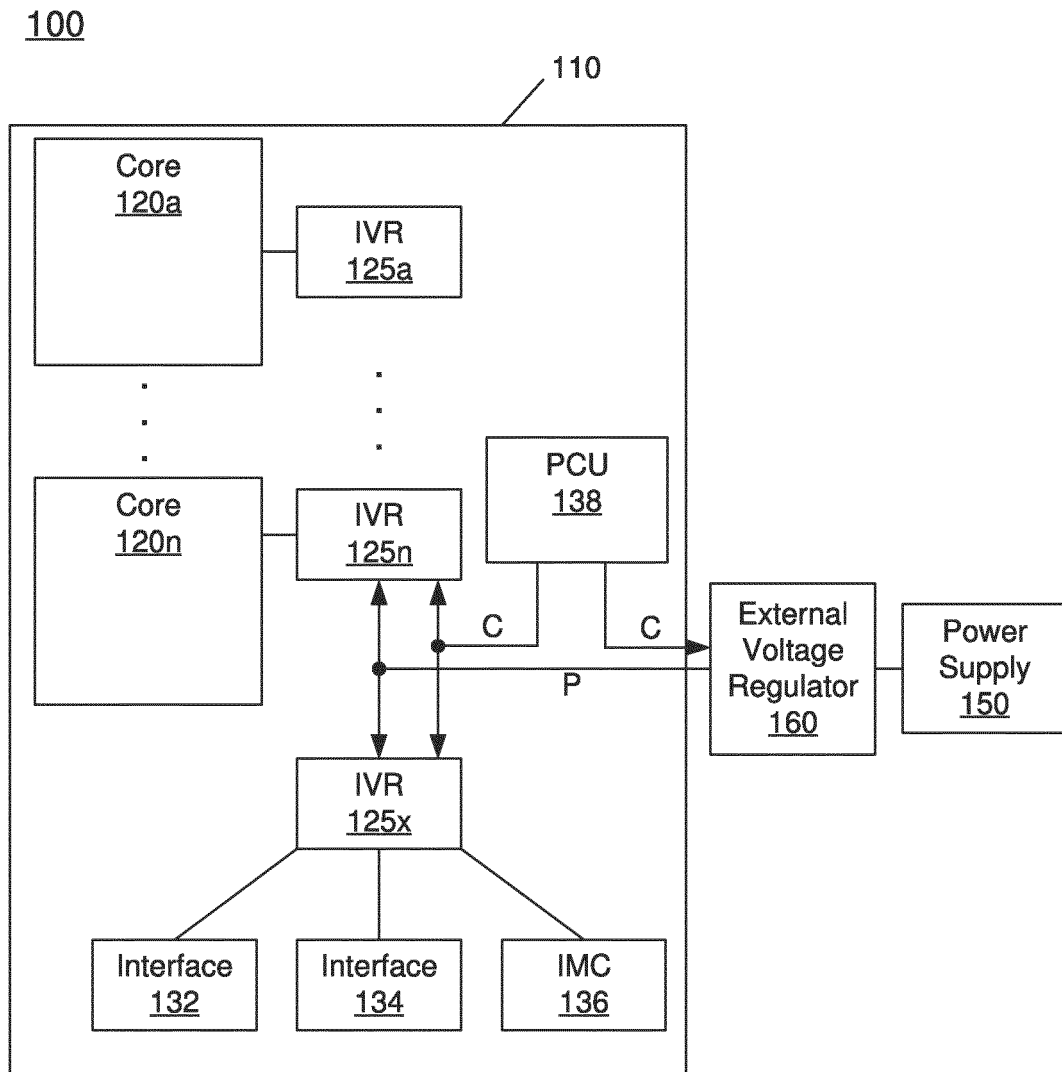 100
110
Core
120a
IVR
125a
Core
120n
IVR
125n
PCU
138
C
C
P
External
Voltage
Regulator
160
Power
Supply
150
IVR
125x
Interface
132
Interface
134
IMC
136